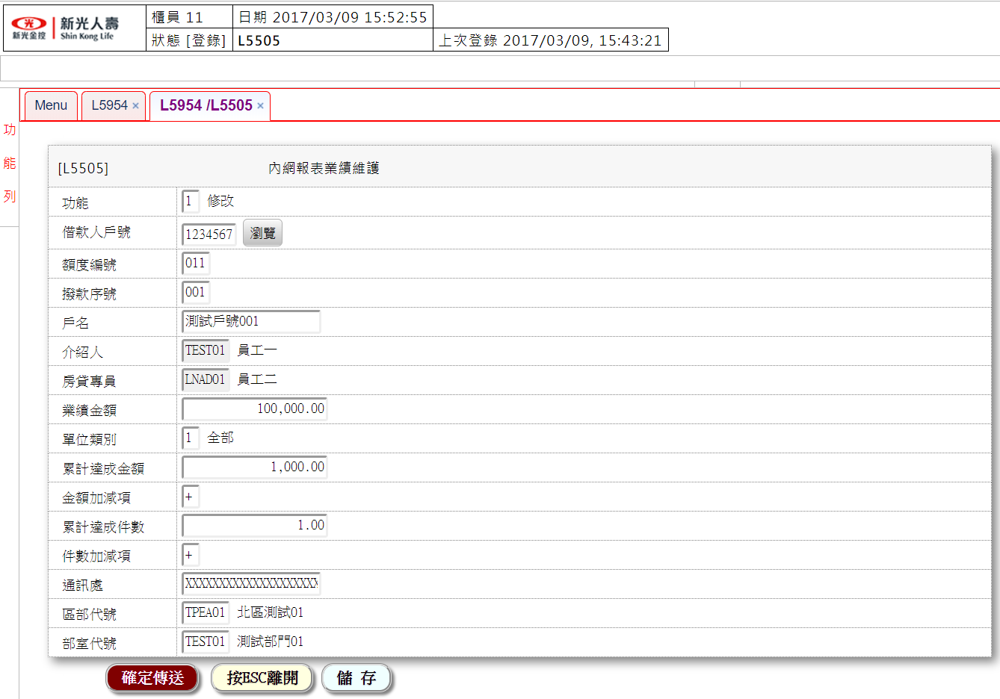 新光金控 新光人壽 Shin Kong Life
櫃員 11 日期 2017/03/09 15:52:55
狀態 [登錄] L5505 上次登錄 2017/03/09, 15:43:21
Menu L5954 × L5954 /L5505 ×
功
能
列
[L5505] 內網報表業績維護
功能 1 修改
借款人戶號 1234567 瀏覽
額度編號 011
撥款序號 001
戶名 測試戶號001
介紹人 TEST01 員工一
房貸專員 LNAD01 員工二
業績金額 100,000.00
單位類別 1 全部
累計達成金額 1,000.00
金額加減項 +
累計達成件數 1.00
件數加減項 +
通訊處 XXXXXXXXXXXXXXXXXXXX
區部代號 TPEA01 北區測試01
部室代號 TEST01 測試部門01
確定傳送 按ESC離開 儲 存